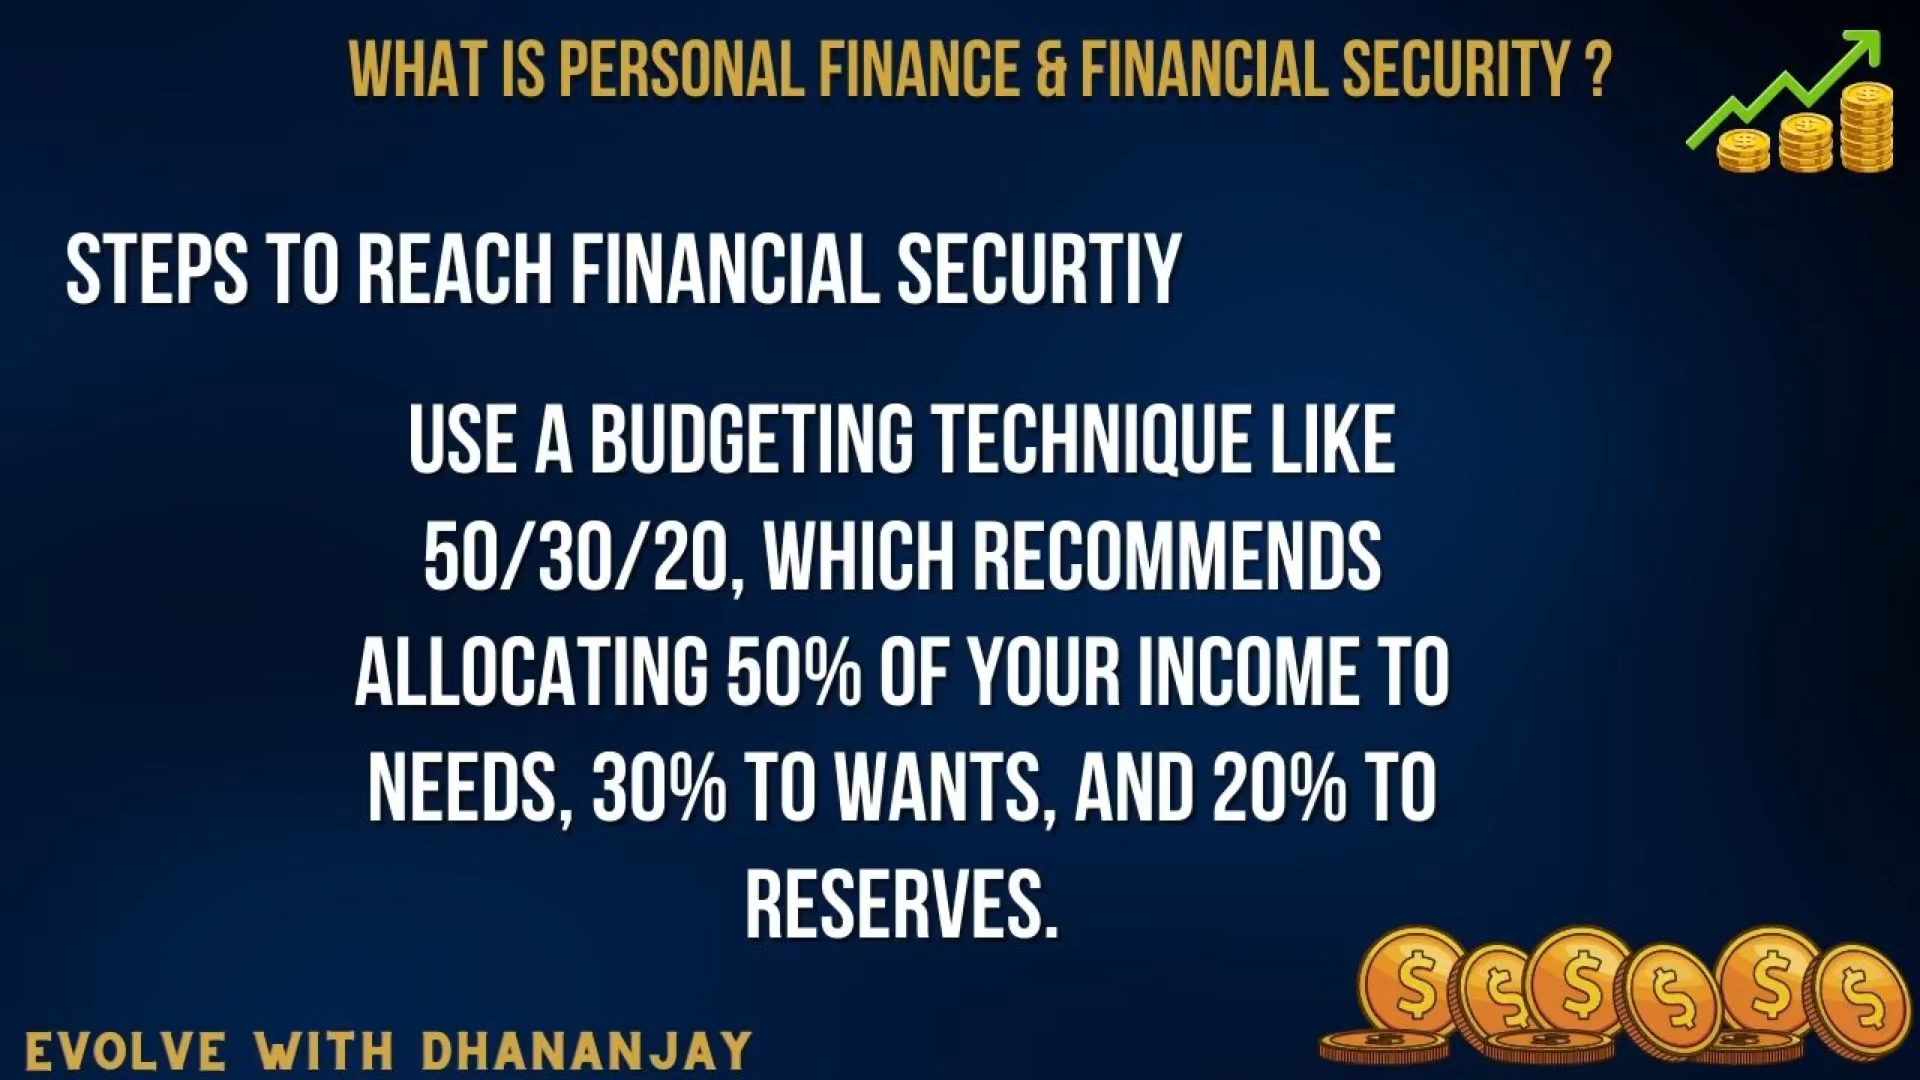 WHAT IS PERSONAL FINANCE & FINANCIAL SECURITY ?
STEPS TO REACH FINANCIAL SECURTIY
USE A BUDGETING TECHNIQUE LIKE
50/30/20, WHICH RECOMMENDS
ALLOCATING 50% OF YOUR INCOME TO
NEEDS, 30% TO WANTS, AND 20% TO
RESERVES.
EVOLVE WITH DHANANJAY